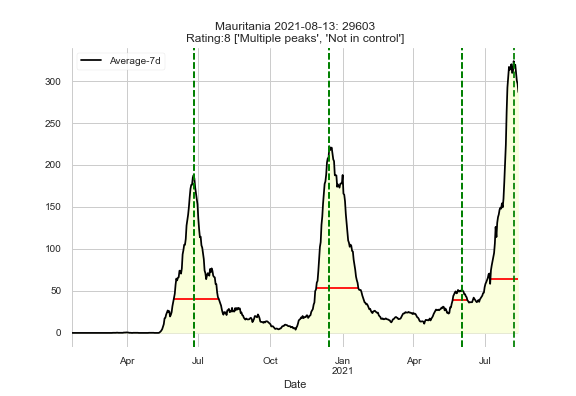 Mauritania 2021-08-13: 29603
Rating:8 ['Multiple peaks', 'Not in control']
Average-7d
300
250
200
150
100
50
0
Apr
Jul
Oct
Jan
2021
Apr
Jul
Date